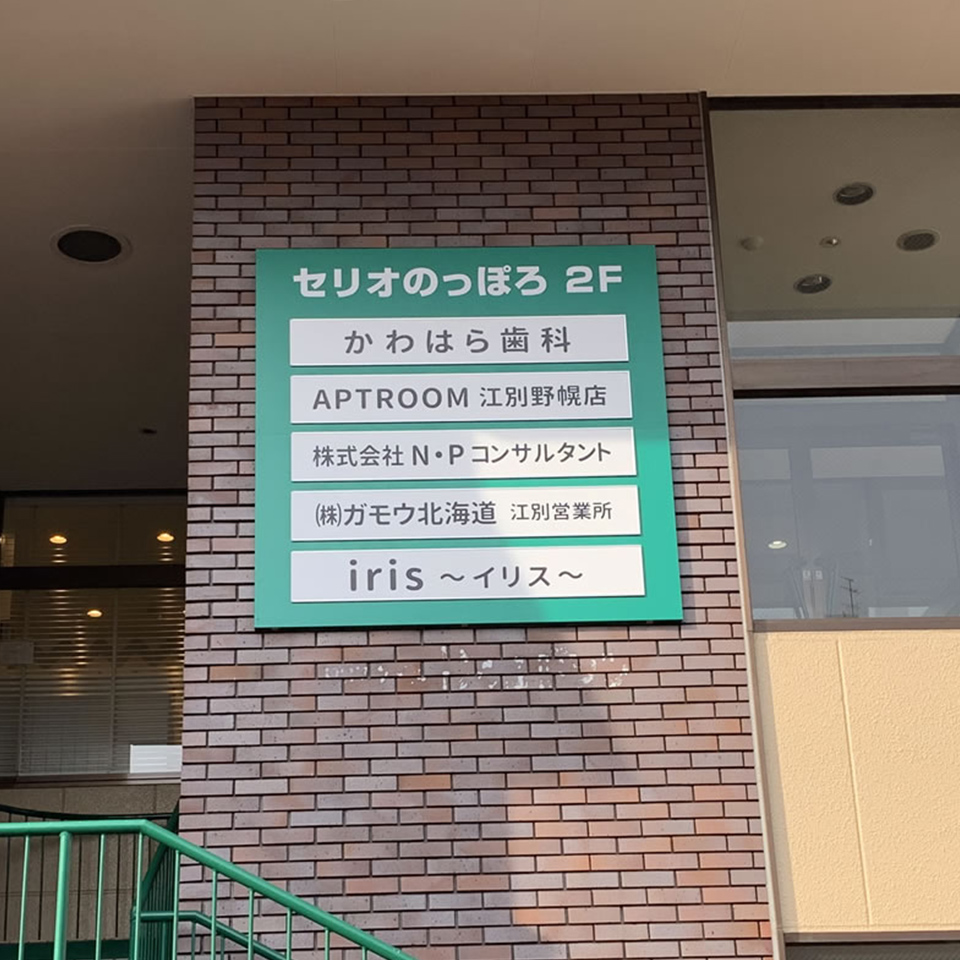 セリオのっぽろ 2F
かわはら歯科
APTROOM 江別野幌店
株式会社 N・P コンサルタント
㈱ガモウ北海道 江別営業所
iris ～イリス～